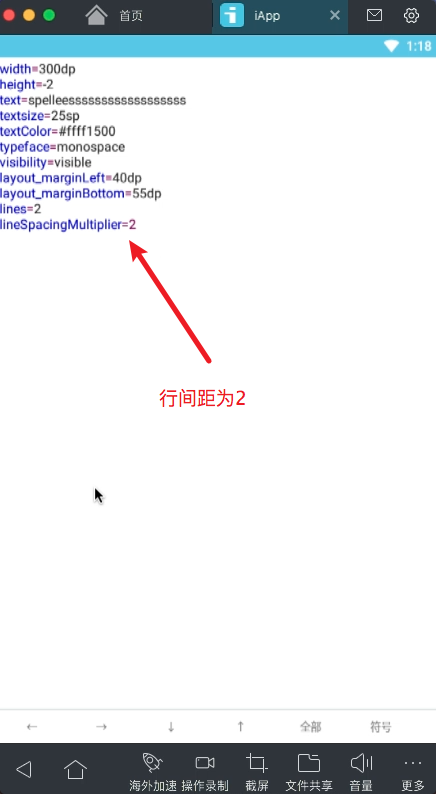 首页
iApp
1:18
width=300dp
height=-2
text=spelleesssssssssssssssssss
textsize=25sp
textColor=#ffff1500
typeface=monospace
visibility=visible
layout_marginLeft=40dp
layout_marginBottom=55dp
lines=2
lineSpacingMultiplier=2
行间距为2
← → ↓ ↑ 全部 符号
海外加速 操作录制 截屏 文件共享 音量 更多